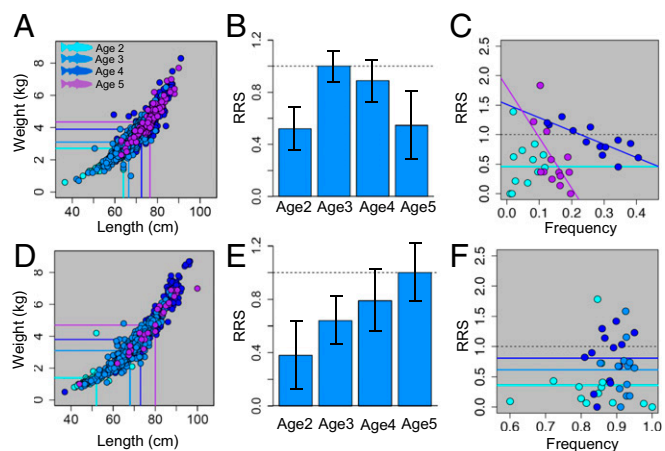 A
Weight (kg)
8
6
4
2
0
Age 2
Age 3
Age 4
Age 5
40 60 80 100
Length (cm)
B
RRS
1.2
0.8
0.4
0.0
Age2 Age3 Age4 Age5
C
RRS
2.5
2.0
1.5
1.0
0.5
0.0
0.0 0.1 0.2 0.3 0.4
Frequency
D
Weight (kg)
8
6
4
2
0
40 60 80 100
Length (cm)
E
RRS
1.2
0.8
0.4
0.0
Age2 Age3 Age4 Age5
F
RRS
2.5
2.0
1.5
1.0
0.5
0.0
0.6 0.7 0.8 0.9 1.0
Frequency